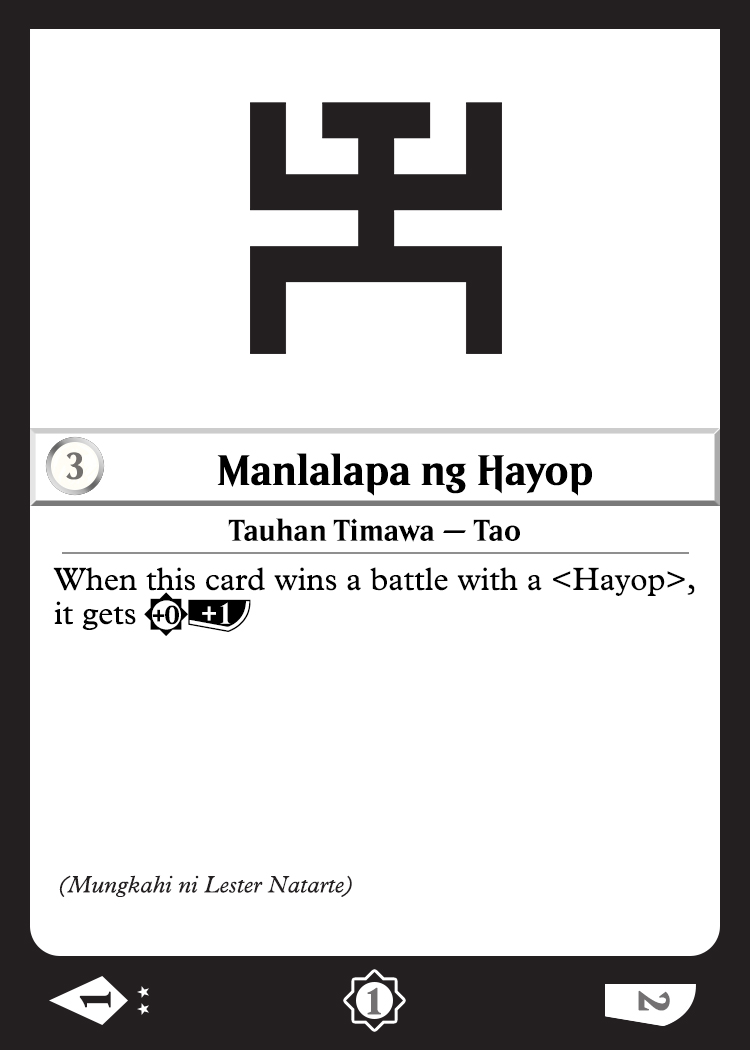 3
Manlalapa ng Hayop
Tauhan Timawa — Tao
When this card wins a battle with a <Hayop>,
it gets +0 +1
(Mungkahi ni Lester Natarte)
1 1 2